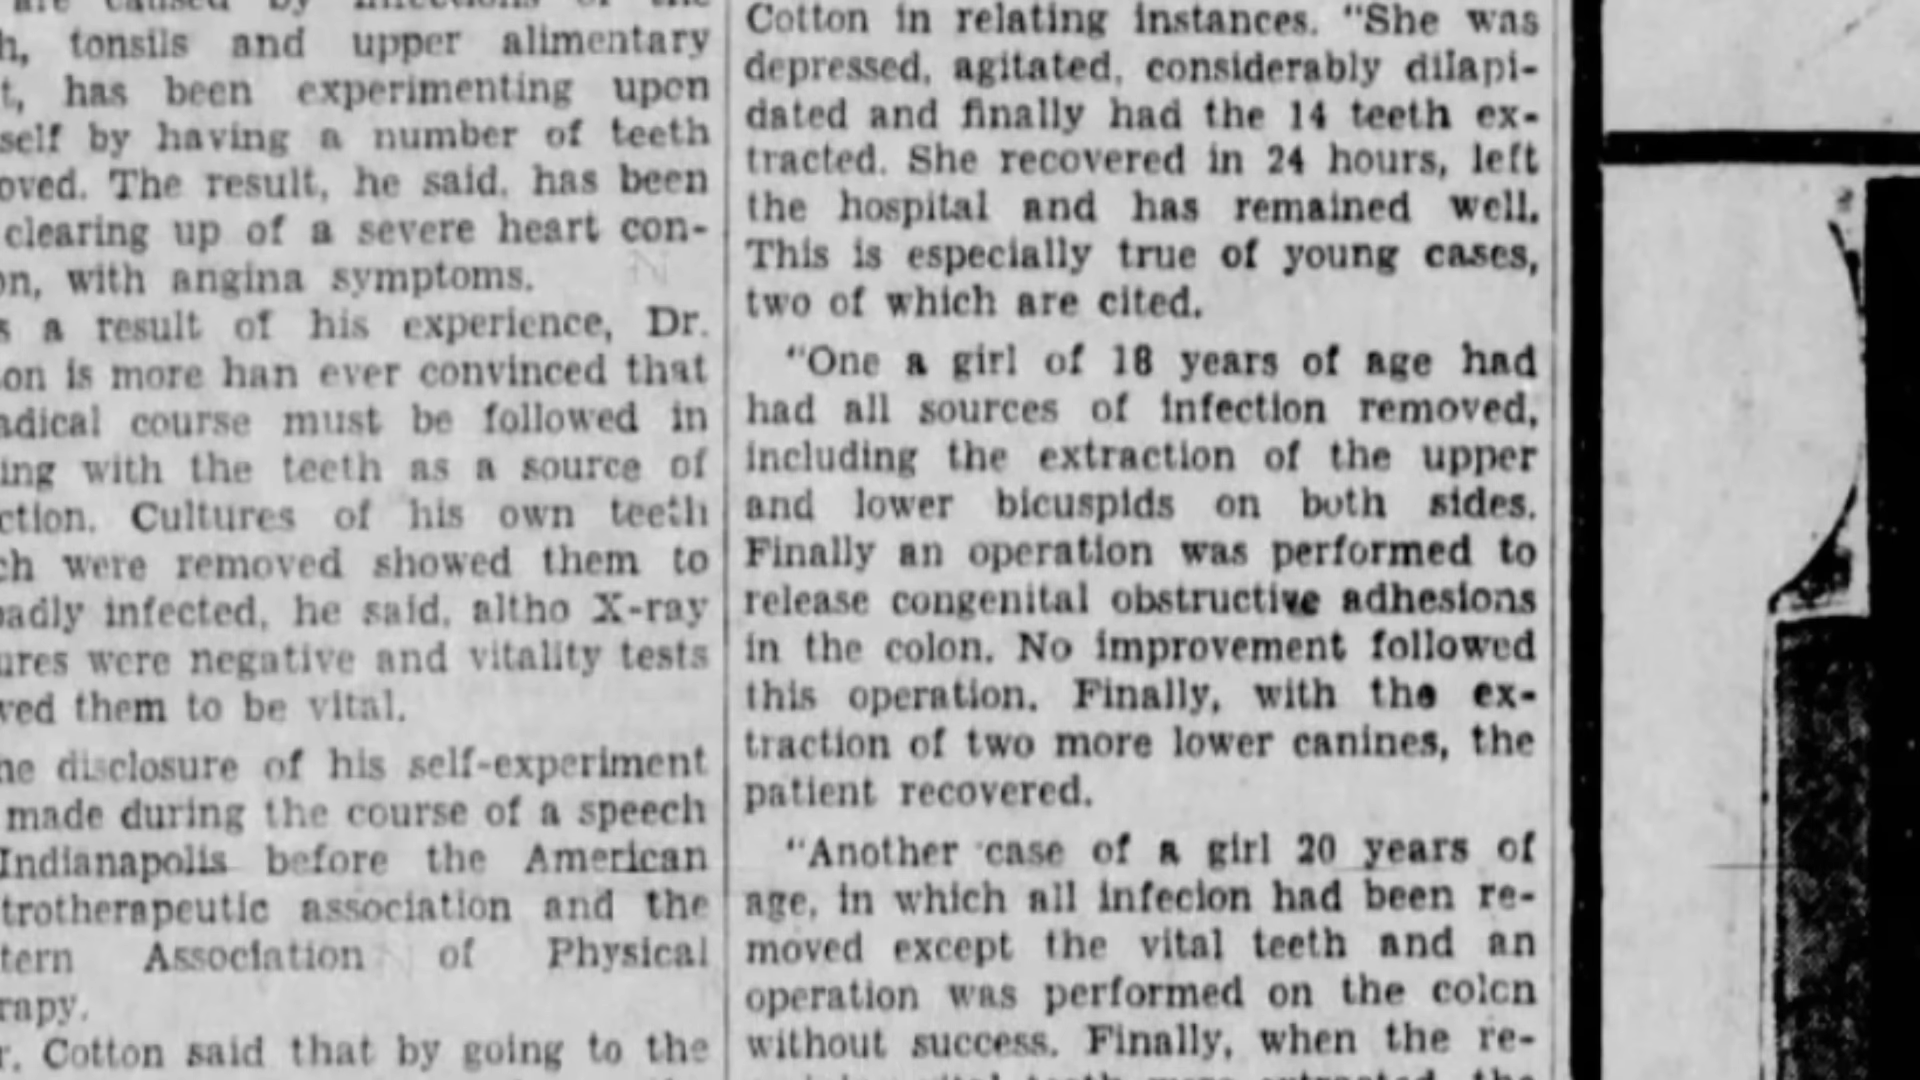 are caused by infections of the
h, tonsils and upper alimentary
t, has been experimenting upon
self by having a number of teeth
oved. The result, he said, has been
clearing up of a severe heart con-
on, with angina symptoms.
s a result of his experience, Dr.
on is more han ever convinced that
adical course must be followed in
ing with the teeth as a source of
ction. Cultures of his own teeth
ch were removed showed them to
badly infected, he said, altho X-ray
ures were negative and vitality tests
wed them to be vital.
he disclosure of his self-experiment
made during the course of a speech
Indianapolis before the American
trotherapeutic association and the
tern Association of Physical
rapy.
r. Cotton said that by going to the
Cotton in relating instances. "She was
depressed, agitated, considerably dilapi-
dated and finally had the 14 teeth ex-
tracted. She recovered in 24 hours, left
the hospital and has remained well.
This is especially true of young cases,
two of which are cited.
"One a girl of 18 years of age had
had all sources of infection removed,
including the extraction of the upper
and lower bicuspids on both sides.
Finally an operation was performed to
release congenital obstructive adhesions
in the colon. No improvement followed
this operation. Finally, with the ex-
traction of two more lower canines, the
patient recovered.
"Another case of a girl 20 years of
age, in which all infecion had been re-
moved except the vital teeth and an
operation was performed on the colon
without success. Finally, when the re-